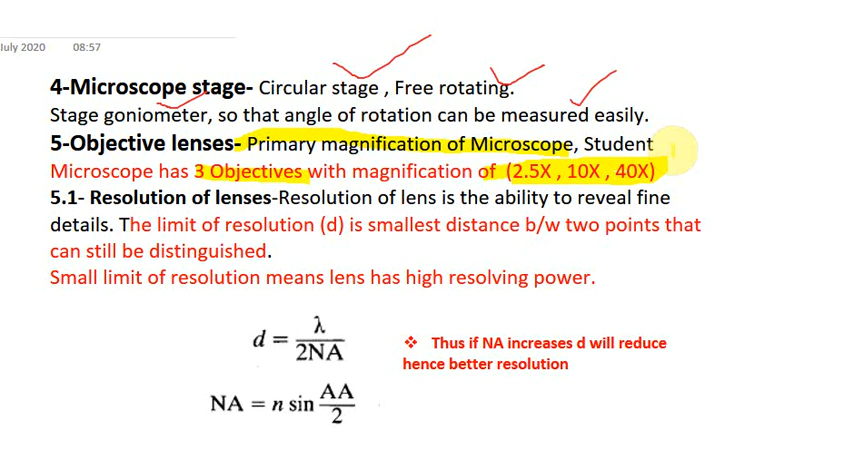 July 2020 08:57
4-Microscope stage- Circular stage , Free rotating.
Stage goniometer, so that angle of rotation can be measured easily.
5-Objective lenses- Primary magnification of Microscope, Student
Microscope has 3 Objectives with magnification of (2.5X , 10X , 40X)
5.1- Resolution of lenses-Resolution of lens is the ability to reveal fine
details. The limit of resolution (d) is smallest distance b/w two points that
can still be distinguished.
Small limit of resolution means lens has high resolving power.
d = λ / 2NA
❖ Thus if NA increases d will reduce
hence better resolution
NA = n sin AA / 2